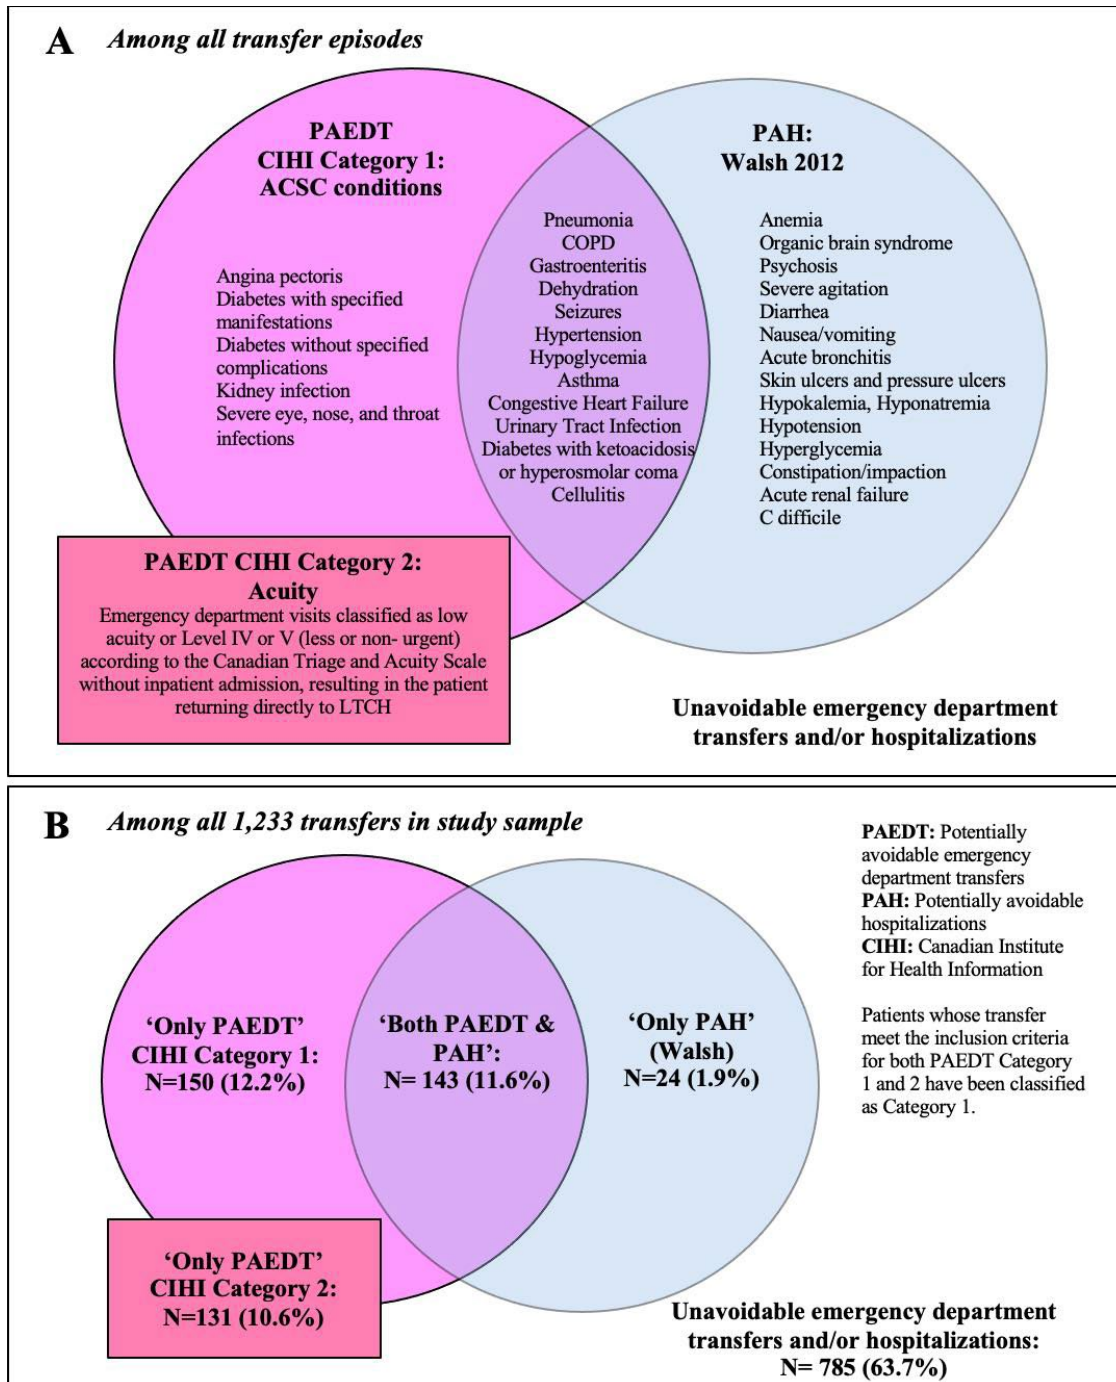 A Among all transfer episodes
PAEDT
CIHI Category 1:
ACSC conditions
Angina pectoris
Diabetes with specified
manifestations
Diabetes without specified
complications
Kidney infection
Severe eye, nose, and throat
infections
Pneumonia
COPD
Gastroenteritis
Dehydration
Seizures
Hypertension
Hypoglycemia
Asthma
Congestive Heart Failure
Urinary Tract Infection
Diabetes with ketoacidosis
or hyperosmolar coma
Cellulitis
PAH:
Walsh 2012
Anemia
Organic brain syndrome
Psychosis
Severe agitation
Diarrhea
Nausea/vomiting
Acute bronchitis
Skin ulcers and pressure ulcers
Hypokalemia, Hyponatremia
Hypotension
Hyperglycemia
Constipation/impaction
Acute renal failure
C difficile
PAEDT CIHI Category 2:
Acuity
Emergency department visits classified as low
acuity or Level IV or V (less or non- urgent)
according to the Canadian Triage and Acuity Scale
without inpatient admission, resulting in the patient
returning directly to LTCH
Unavoidable emergency department
transfers and/or hospitalizations
B Among all 1,233 transfers in study sample
‘Only PAEDT’
CIHI Category 1:
N=150 (12.2%)
‘Both PAEDT &
PAH’:
N= 143 (11.6%)
‘Only PAH’
(Walsh)
N=24 (1.9%)
PAEDT: Potentially
avoidable emergency
department transfers
PAH: Potentially avoidable
hospitalizations
CIHI: Canadian Institute
for Health Information
Patients whose transfer
meet the inclusion criteria
for both PAEDT Category
1 and 2 have been classified
as Category 1.
‘Only PAEDT’
CIHI Category 2:
N=131 (10.6%)
Unavoidable emergency department
transfers and/or hospitalizations:
N= 785 (63.7%)